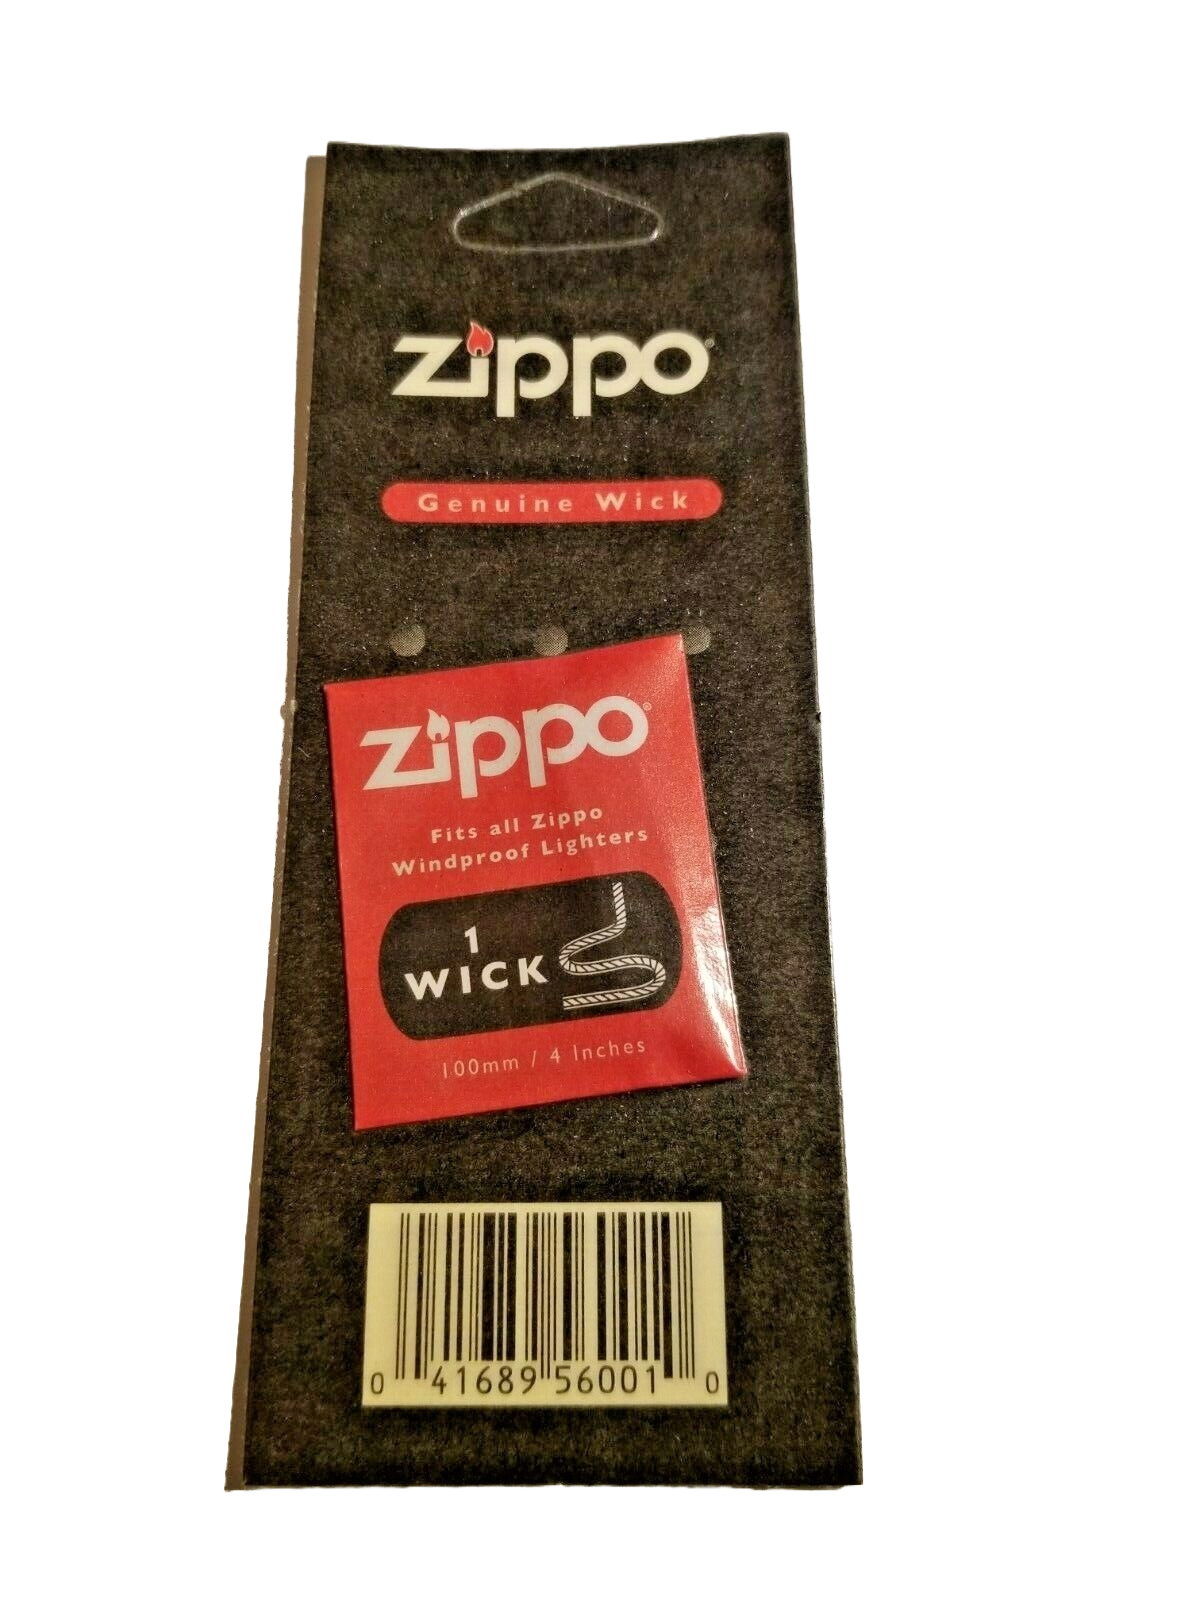 zippo®
Genuine Wick
zippo®
Fits all Zippo
Windproof Lighters
1
WICK
100mm / 4 Inches
0 41689 56001 0